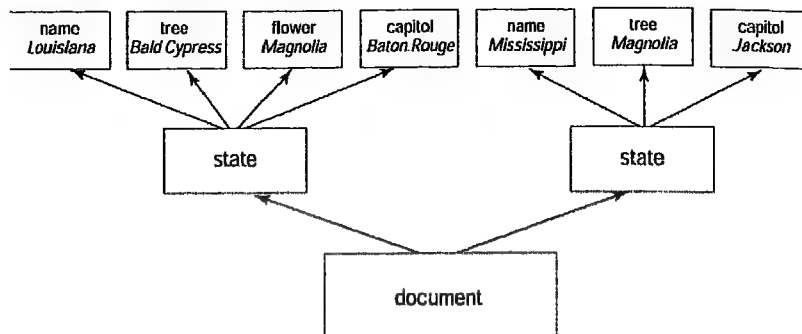 name
Louisiana
tree
Bald Cypress
flower
Magnolia
capitol
Baton Rouge
name
Mississippi
tree
Magnolia
capitol
Jackson
state
state
document